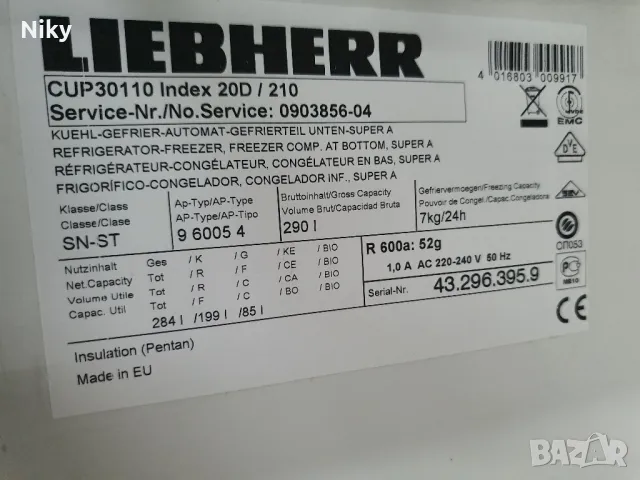 Niky
LIEBHERR
4 016803 009917
CUP30110 Index 20D / 210
Service-Nr./No.Service: 0903856-04
EMC
KUEHL-GEFRIER-AUTOMAT-GEFRIERTEIL UNTEN-SUPER A
REFRIGERATOR-FREEZER, FREEZER COMP. AT BOTTOM, SUPER A
RÉFRIGÉRATEUR-CONGÉLATEUR, CONGÉLATEUR EN BAS, SUPER A
FRIGORÍFICO-CONGELADOR, CONGELADOR INF., SUPER A
DVE
Klasse/Class
Classe/Clase
SN-ST
Ap-Typ/AP-Type
AP-Type/AP-Tipo
9 6005 4
Bruttoinhalt/Gross Capacity
Volume Brut/Capacidad Bruta
290 l
Gefriervermoegen/Freezing Capacity
Pouvoir de Congel./Cap.Congeladora
7kg/24h
СП053
Nutzinhalt Ges / K / G / KE / BIO
Net.Capacity Tot / R / F / CE / BIO
Volume Utile Tot / R / C / CA / BIO
Capac. Util Tot / F / C / BO / BIO
284 l / 199 l / 85 l
R 600a: 52g
1,0 A AC 220-240 V 50 Hz
Serial-Nr. 43.296.395.9
CE
Insulation (Pentan)
Made in EU
BAZAR